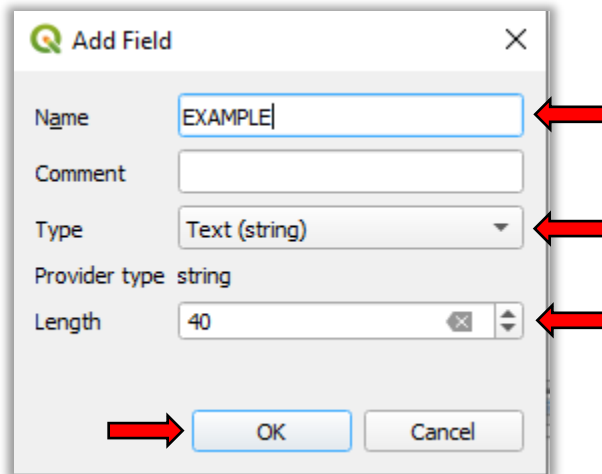 Add Field
Name EXAMPLE
Comment
Type Text (string)
Provider type string
Length 40
OK Cancel